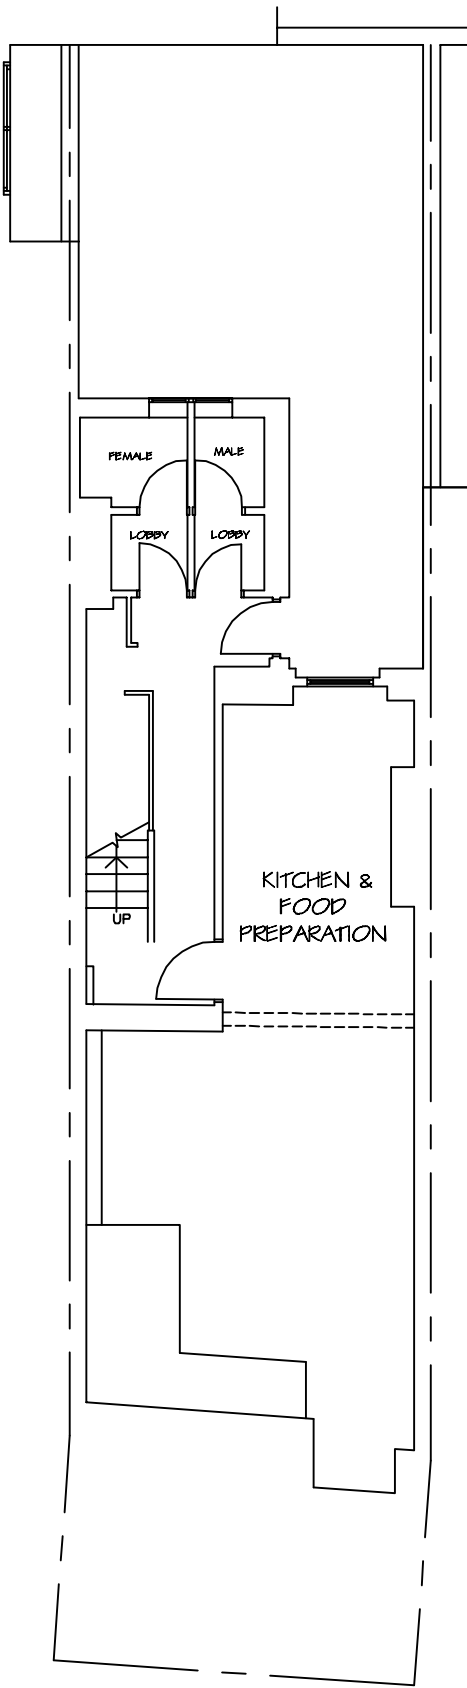 FEMALE
MALE
LOBBY
LOBBY
KITCHEN &
FOOD
PREPARATION
UP